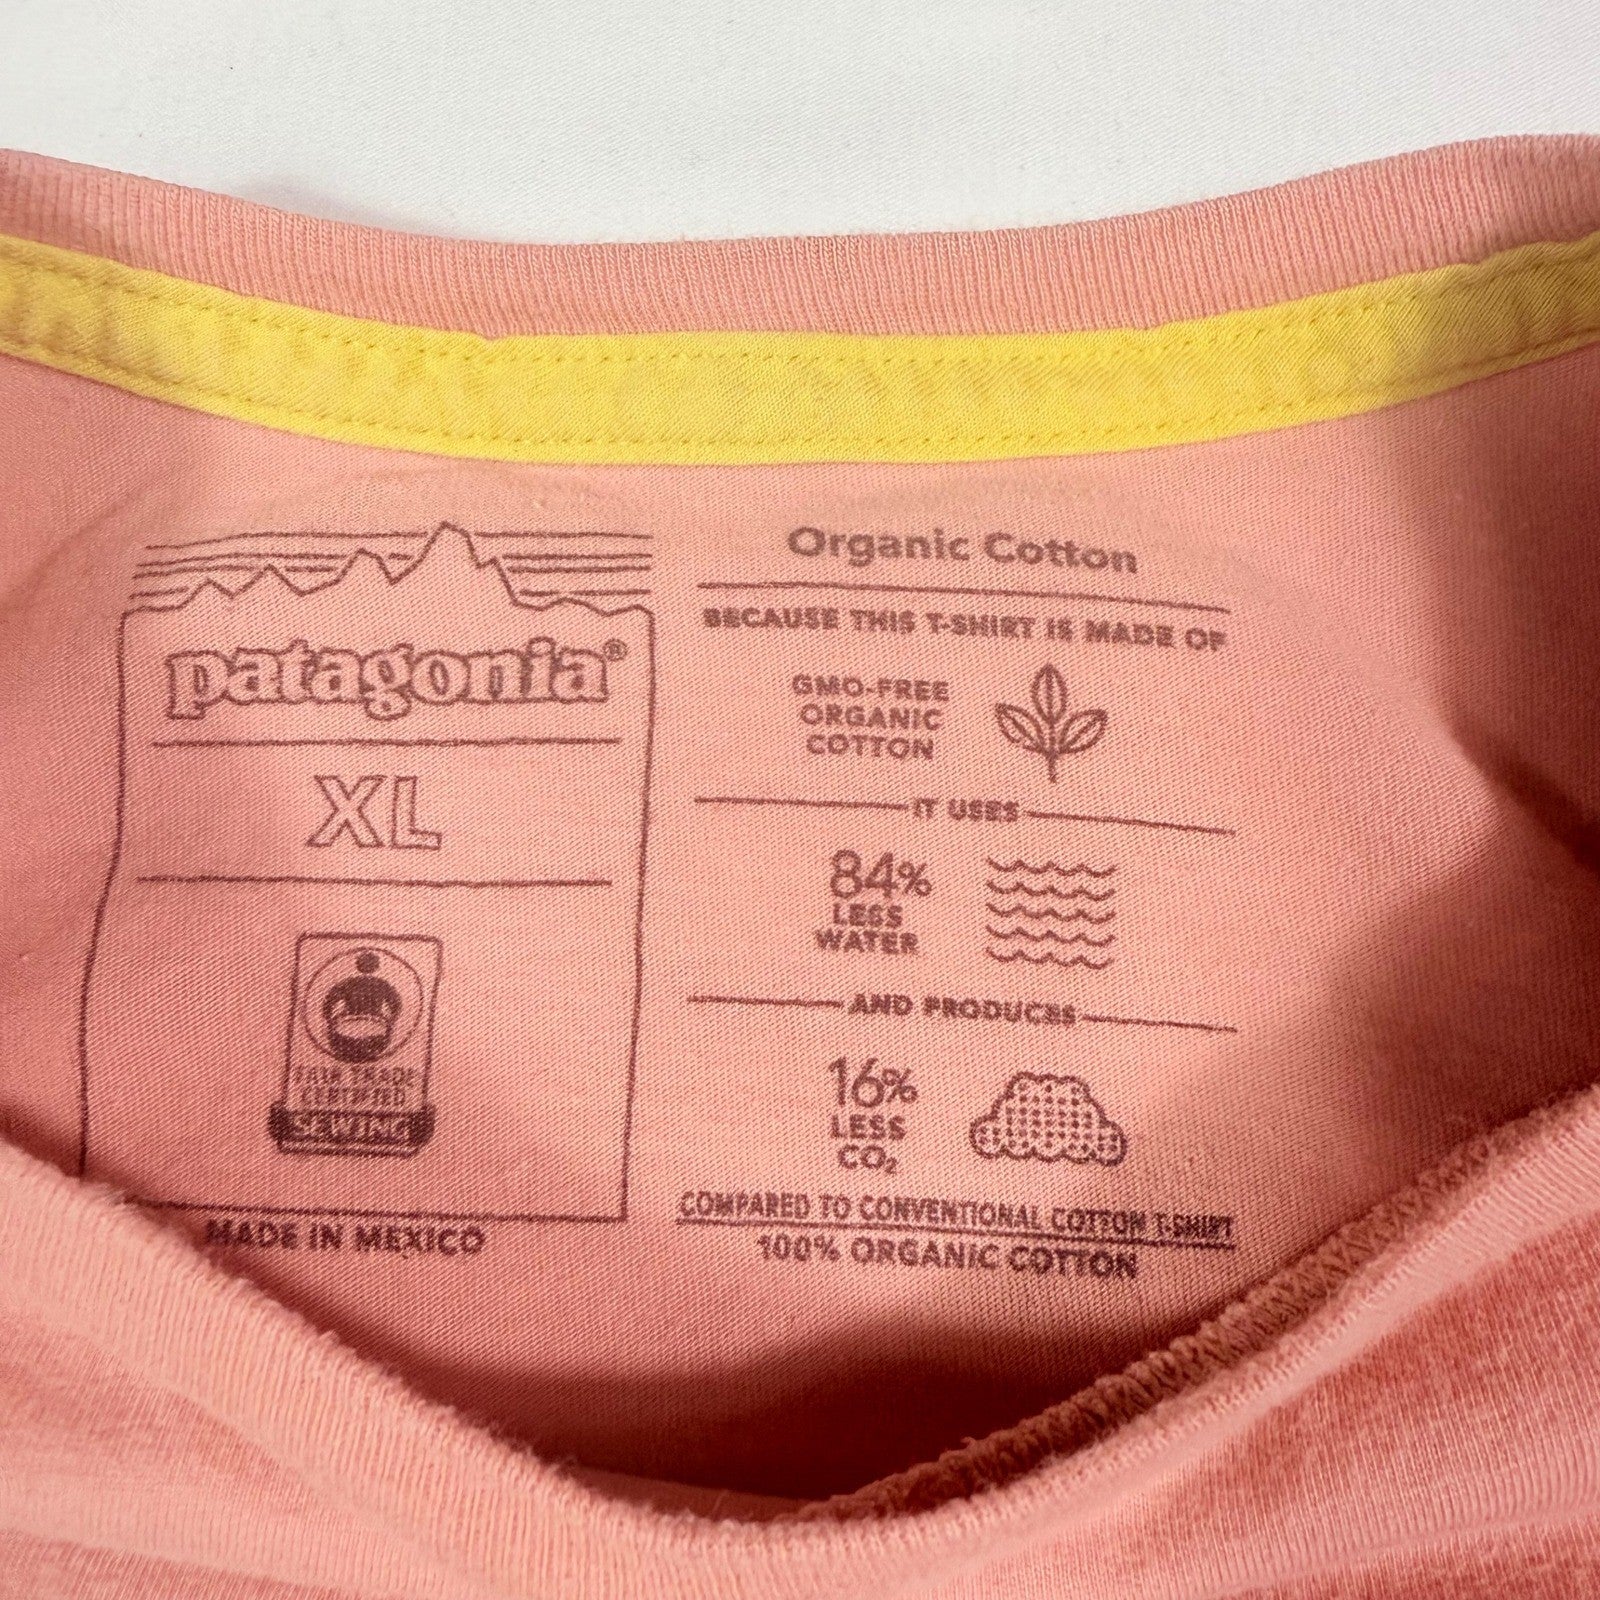 patagonia®
XL
FAIR TRADE
CERTIFIED
SEWING
MADE IN MEXICO
Organic Cotton
BECAUSE THIS T-SHIRT IS MADE OF
GMO-FREE
ORGANIC
COTTON
IT USES
84%
LESS
WATER
AND PRODUCES
16%
LESS
CO₂
COMPARED TO CONVENTIONAL COTTON T-SHIRT
100% ORGANIC COTTON